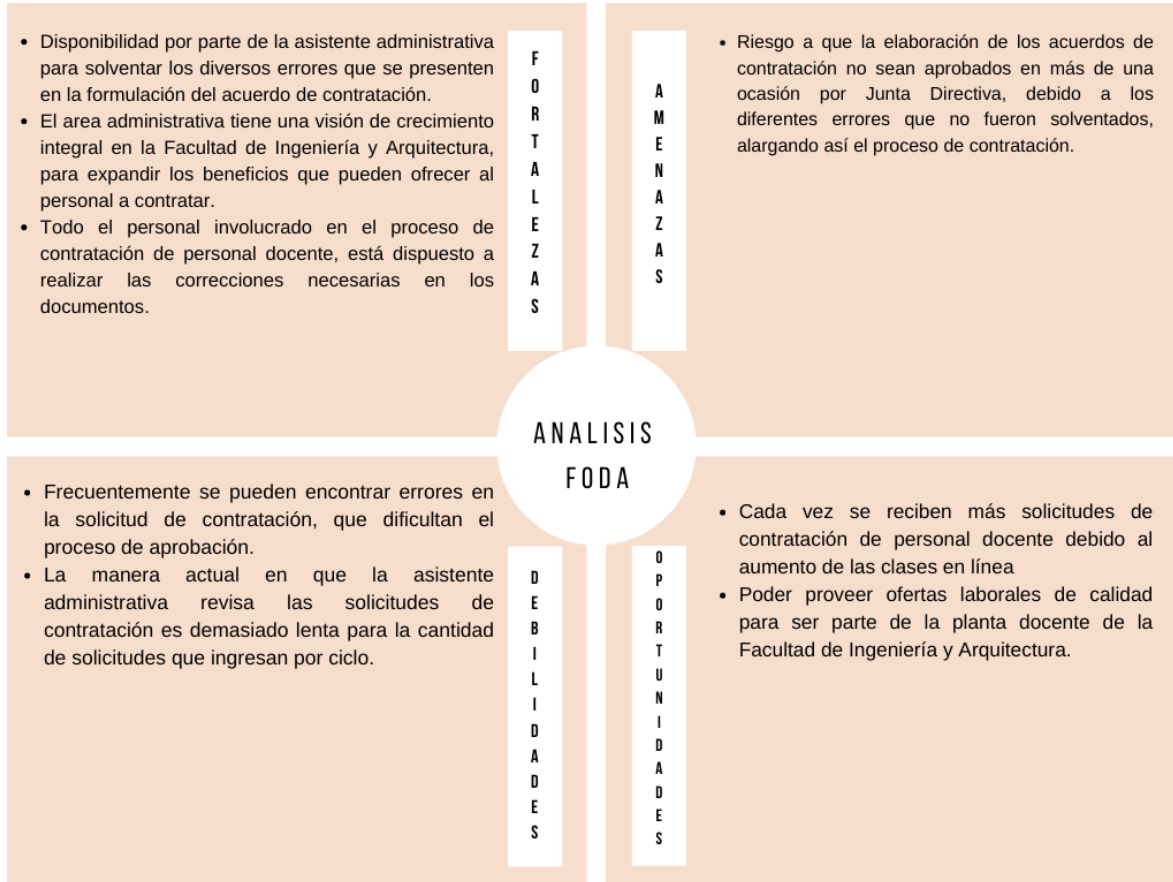 • Disponibilidad por parte de la asistente administrativa
para solventar los diversos errores que se presenten
en la formulación del acuerdo de contratación.
• El area administrativa tiene una visión de crecimiento
integral en la Facultad de Ingeniería y Arquitectura,
para expandir los beneficios que pueden ofrecer al
personal a contratar.
• Todo el personal involucrado en el proceso de
contratación de personal docente, está dispuesto a
realizar las correcciones necesarias en los
documentos.
FORTALEZAS
AMENAZAS
• Riesgo a que la elaboración de los acuerdos de
contratación no sean aprobados en más de una
ocasión por Junta Directiva, debido a los
diferentes errores que no fueron solventados,
alargando así el proceso de contratación.
ANALISIS
FODA
• Frecuentemente se pueden encontrar errores en
la solicitud de contratación, que dificultan el
proceso de aprobación.
• La manera actual en que la asistente
administrativa revisa las solicitudes de
contratación es demasiado lenta para la cantidad
de solicitudes que ingresan por ciclo.
DEBILIDADES
OPORTUNIDADES
• Cada vez se reciben más solicitudes de
contratación de personal docente debido al
aumento de las clases en línea
• Poder proveer ofertas laborales de calidad
para ser parte de la planta docente de la
Facultad de Ingeniería y Arquitectura.